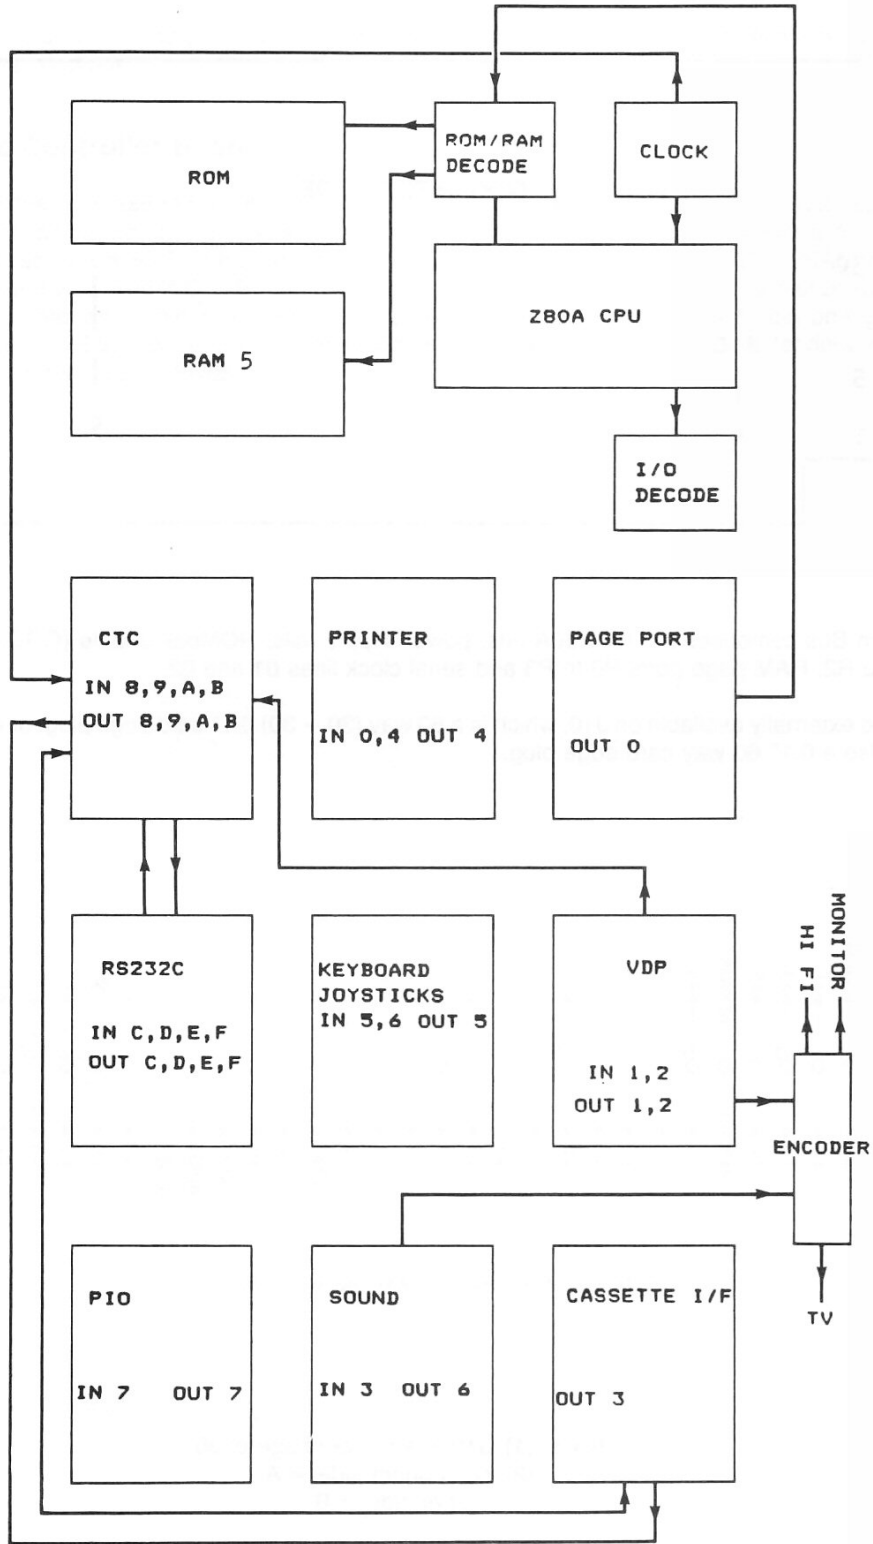 ROM
ROM/RAM
DECODE
CLOCK
Z80A CPU
RAM 5
I/O
DECODE
CTC
IN 8,9,A,B
OUT 8,9,A,B
PRINTER
IN 0,4 OUT 4
PAGE PORT
OUT 0
RS232C
IN C,D,E,F
OUT C,D,E,F
KEYBOARD
JOYSTICKS
IN 5,6 OUT 5
VDP
IN 1,2
OUT 1,2
HI FI
MONITOR
ENCODER
TV
PIO
IN 7 OUT 7
SOUND
IN 3 OUT 6
CASSETTE I/F
OUT 3